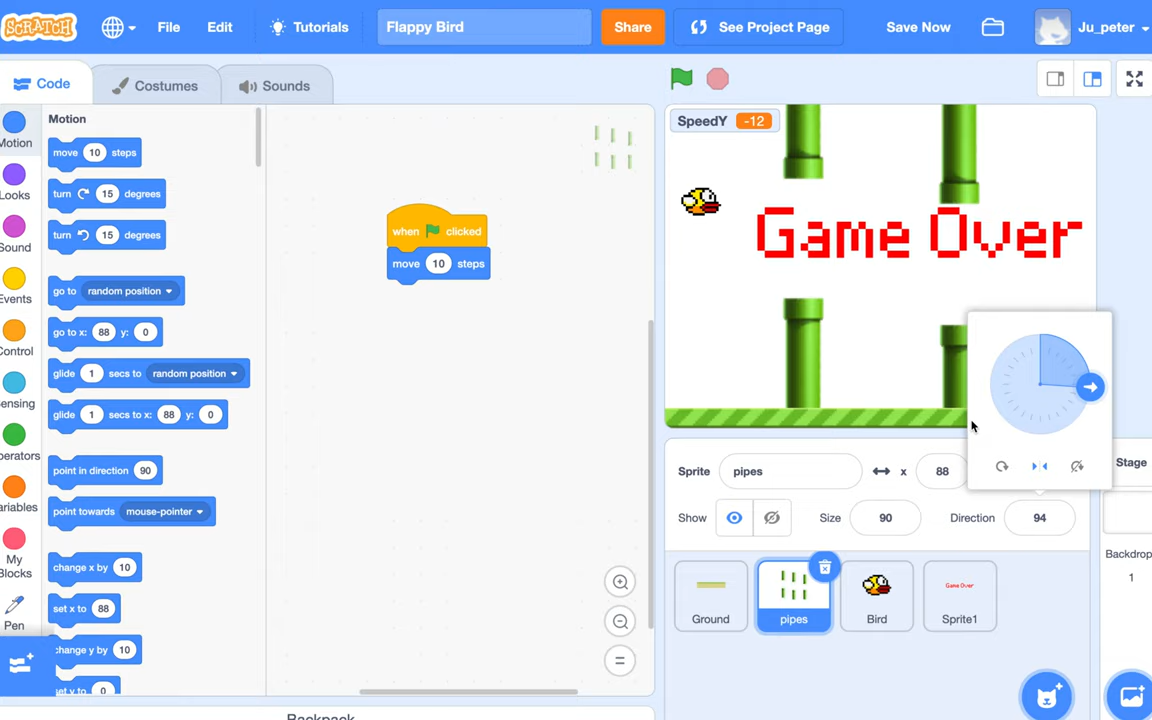 SCRATCH File Edit Tutorials Flappy Bird Share See Project Page Save Now Ju_peter
Code Costumes Sounds
Motion
Looks
Sound
Events
Control
ensing
perators
ariables
My
Blocks
Pen
Motion
move 10 steps
turn 15 degrees
turn 15 degrees
go to random position
go to x: 88 y: 0
glide 1 secs to random position
glide 1 secs to x: 88 y: 0
point in direction 90
point towards mouse-pointer
change x by 10
set x to 88
change y by 10
set y to 0
when clicked
move 10 steps
SpeedY -12
Game Over
Sprite pipes x 88
Show Size 90 Direction 94
Ground pipes Bird Sprite1
Game Over
Stage
Backdrop
1
Backpack